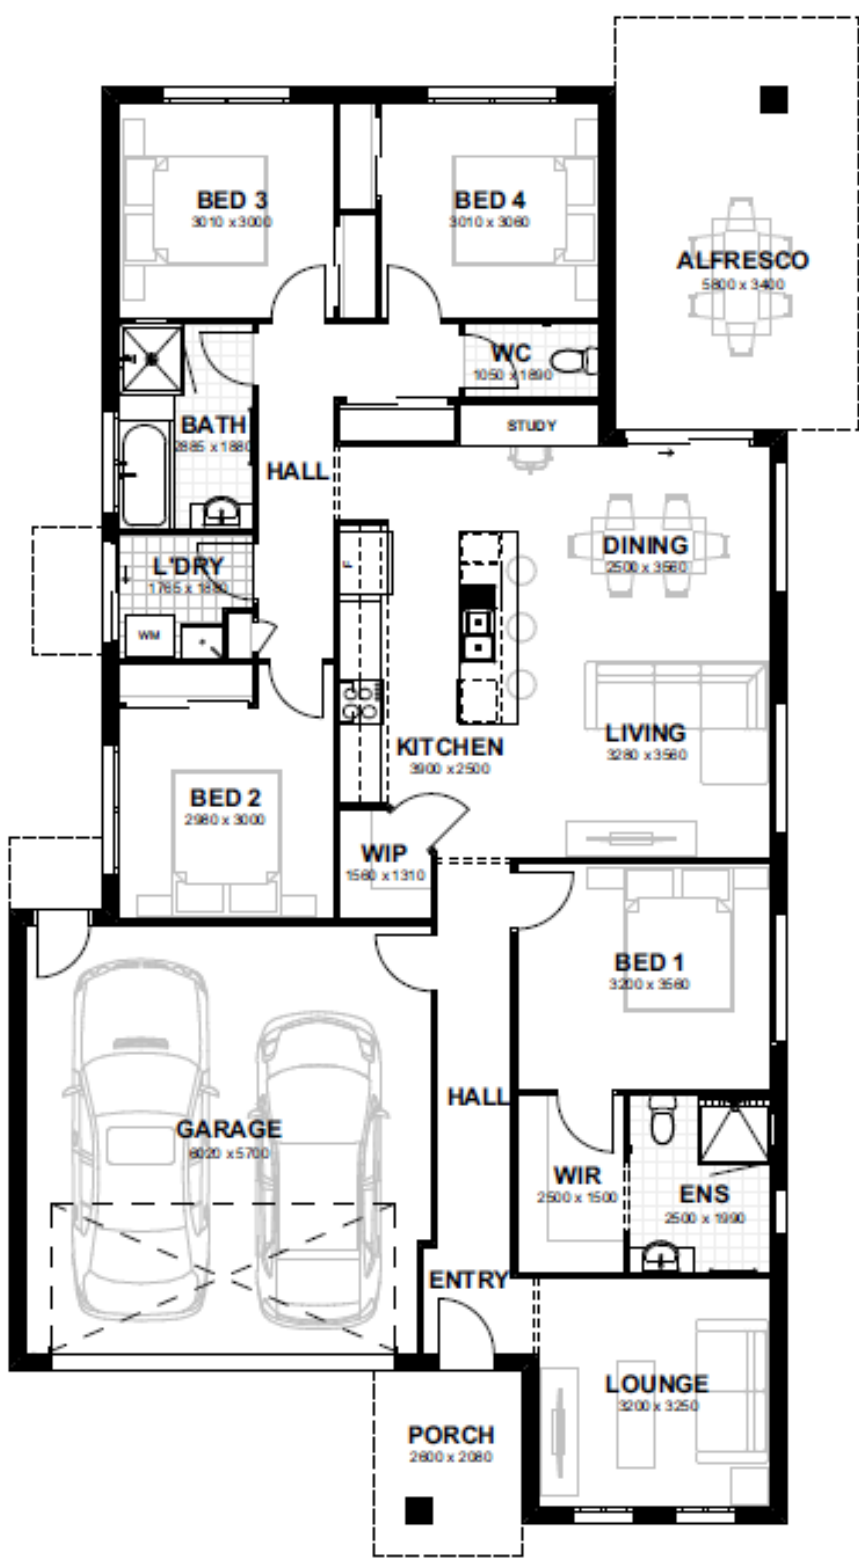 BED 3
3010 x 3000
BED 4
3010 x 3060
ALFRESCO
5800 x 3400
WC
1050 x 1890
BATH
2885 x 1880
STUDY
HALL
L'DRY
1765 x 1880
WM
F
DINING
2500 x 3560
KITCHEN
3900 x 2500
LIVING
3280 x 3560
BED 2
2980 x 3000
WIP
1560 x 1310
BED 1
3200 x 3560
HALL
GARAGE
6020 x 5700
WIR
2500 x 1500
ENS
2500 x 1990
ENTRY
LOUNGE
3200 x 3250
PORCH
2600 x 2080